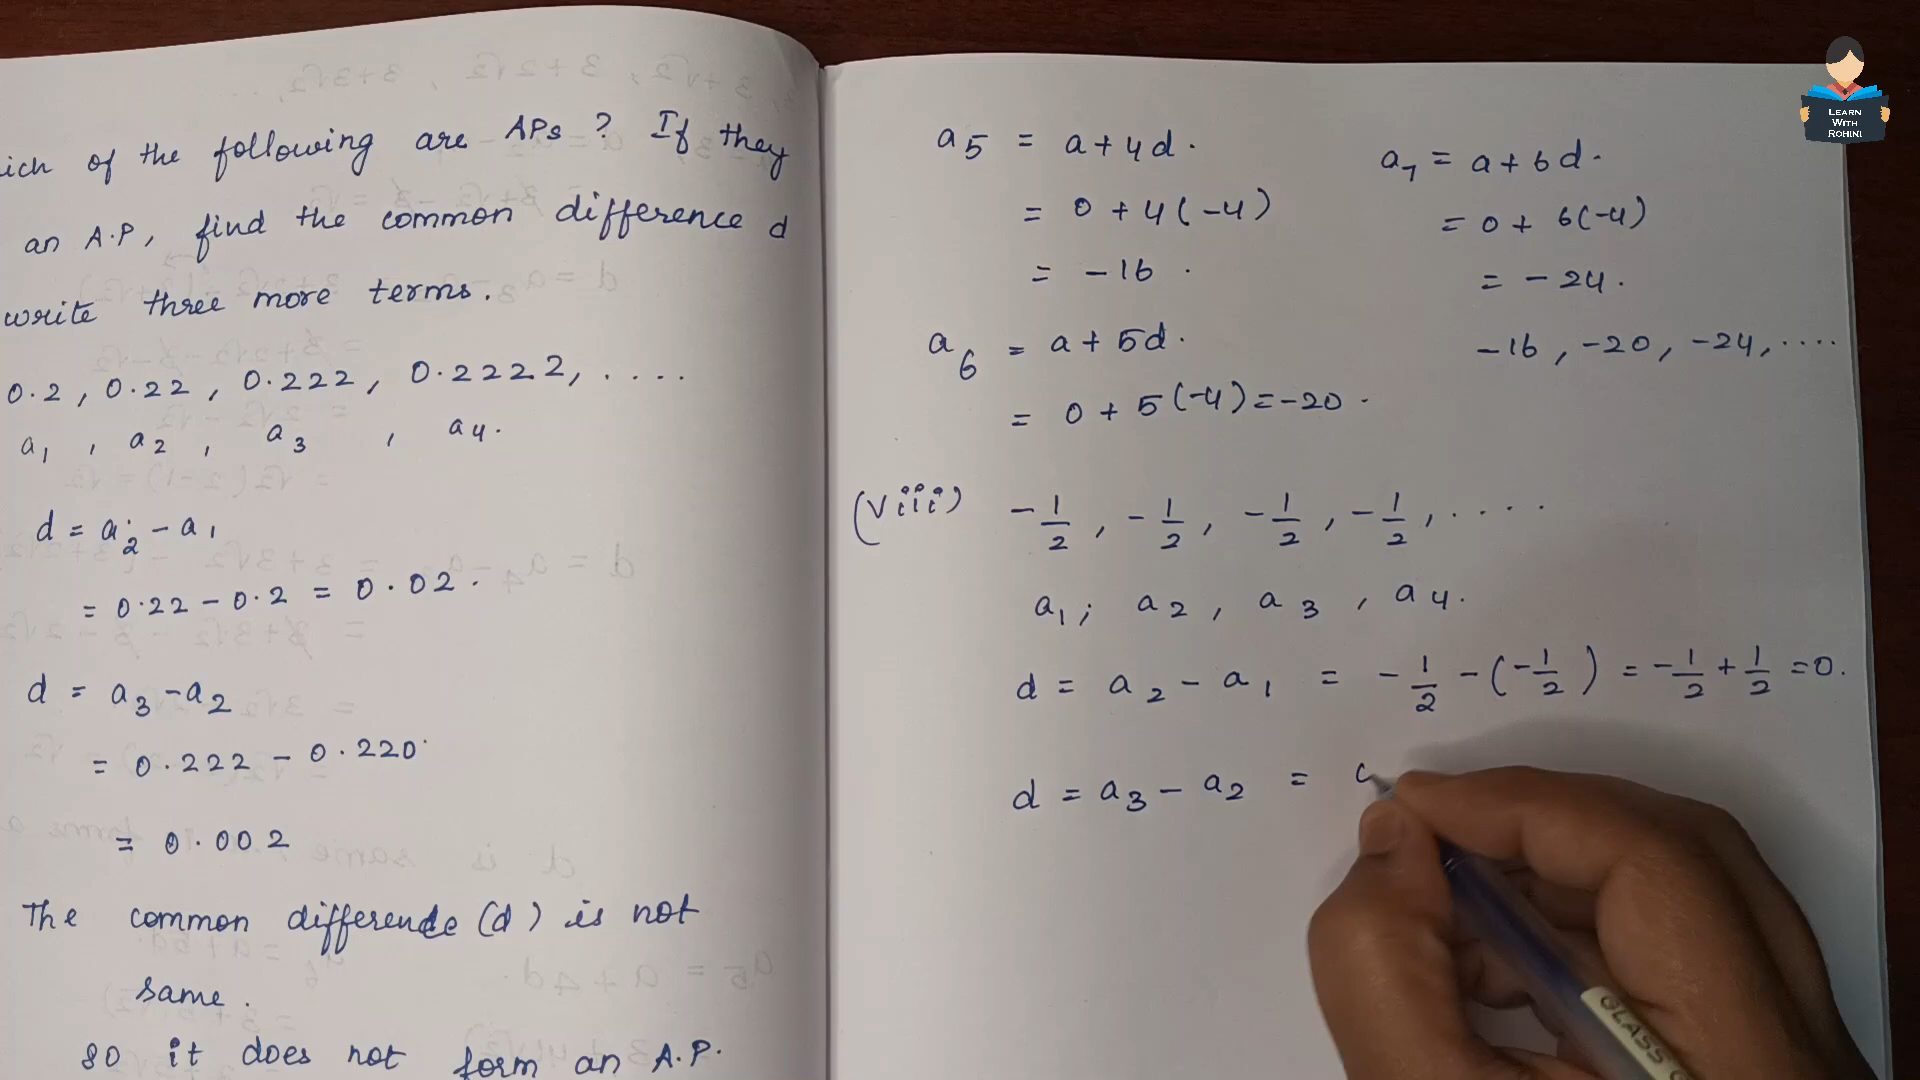 ich of the following are APs ? If they
an A.P, find the common difference d
write three more terms.
0.2 , 0.22 , 0.222 , 0.2222, ....
a1 , a2 , a3 , a4.
d = a2 - a1
= 0.22 - 0.2 = 0.02.
d = a3 - a2
= 0.222 - 0.220
= 0.002
The common difference (d) is not
same.
so it does not form an A.P.
a5 = a + 4d.
= 0 + 4(-4)
= -16.
a6 = a + 5d.
= 0 + 5(-4) = -20.
a7 = a + 6d.
= 0 + 6(-4)
= -24.
-16, -20, -24, ....
(viii) -1/2, -1/2, -1/2, -1/2, ....
a1, a2, a3, a4.
d = a2 - a1 = -1/2 - (-1/2) = -1/2 + 1/2 = 0.
d = a3 - a2 =
LEARN
WITH
ROHINI
GLASS